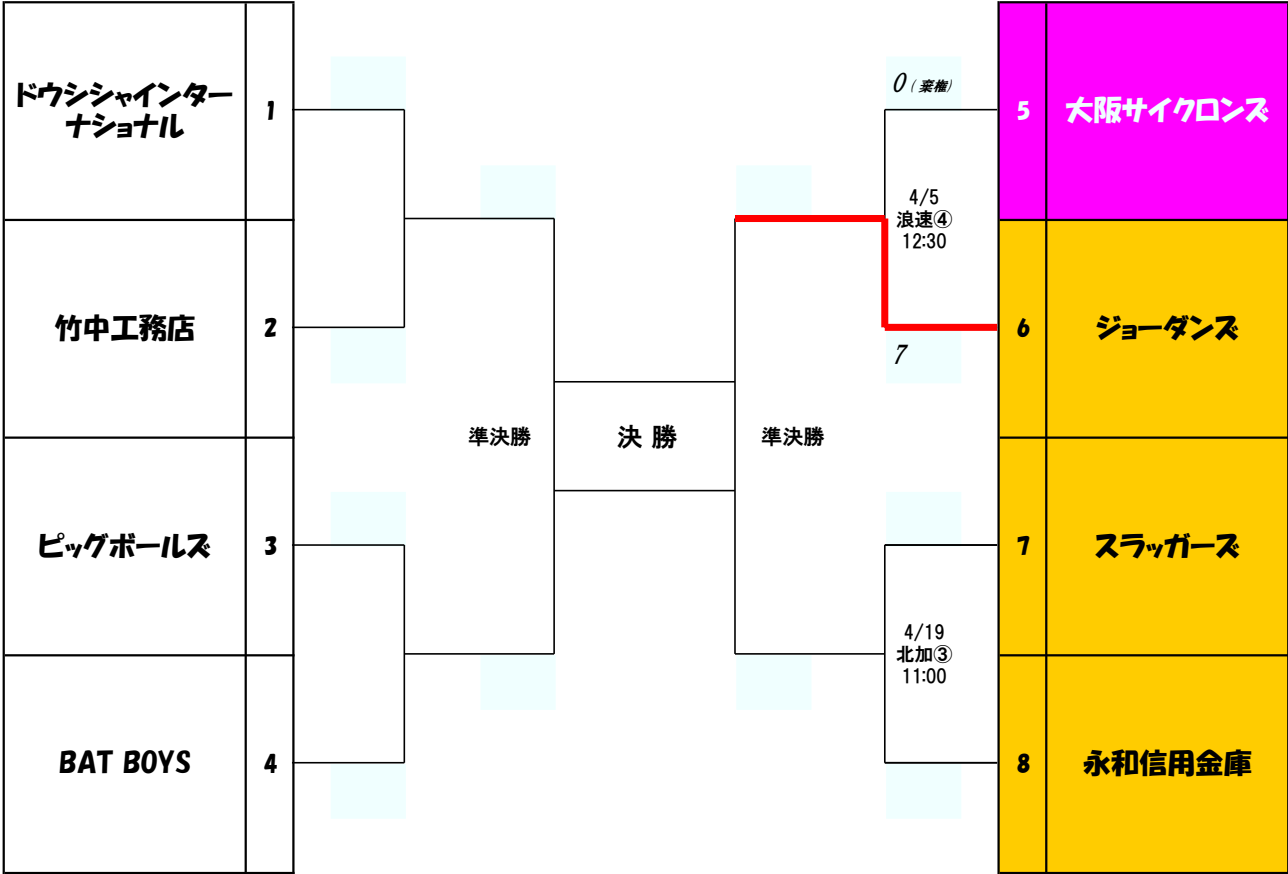 ドウシシャインター
ナショナル
1
竹中工務店
2
ピッグボールズ
3
BAT BOYS
4
準決勝
決 勝
準決勝
0 (棄権)
4/5
浪速④
12:30
7
4/19
北加③
11:00
5
大阪サイクロンズ
6
ジョーダンズ
7
スラッガーズ
8
永和信用金庫